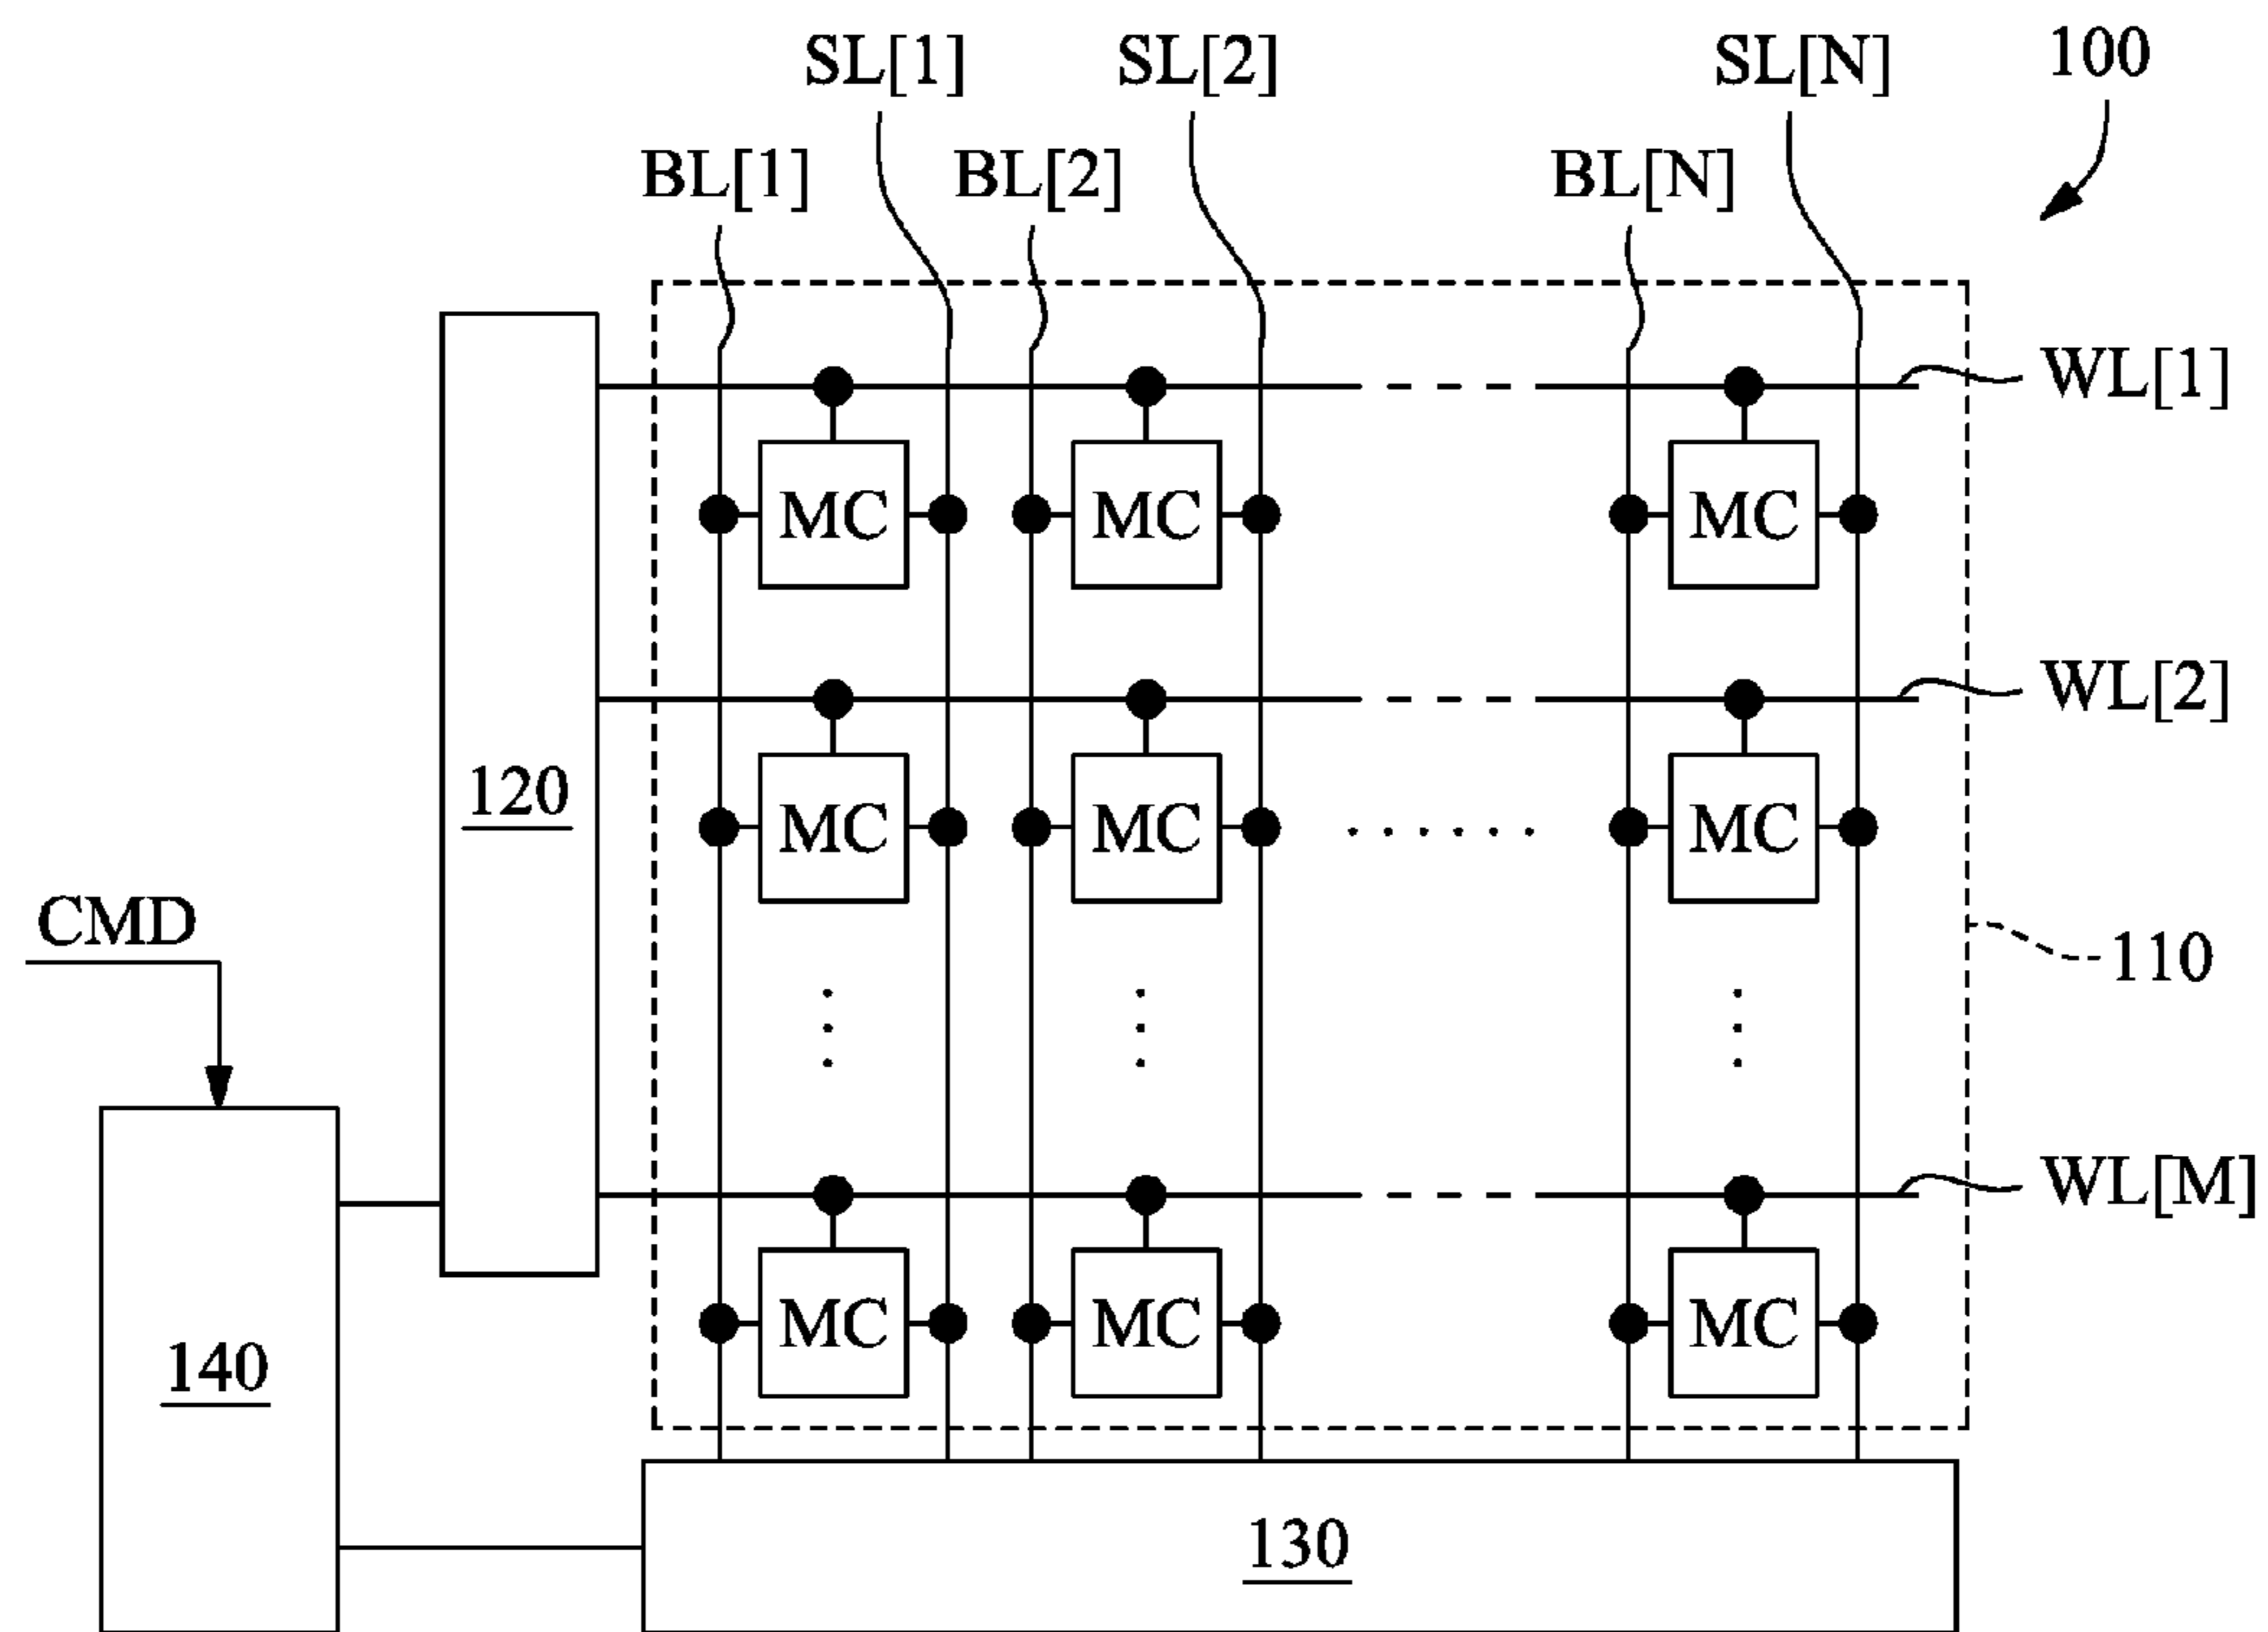 SL[1] SL[2] SL[N] 100
BL[1] BL[2] BL[N]
WL[1]
MC MC MC
WL[2]
120
MC MC MC
CMD
110
WL[M]
MC MC MC
140
130